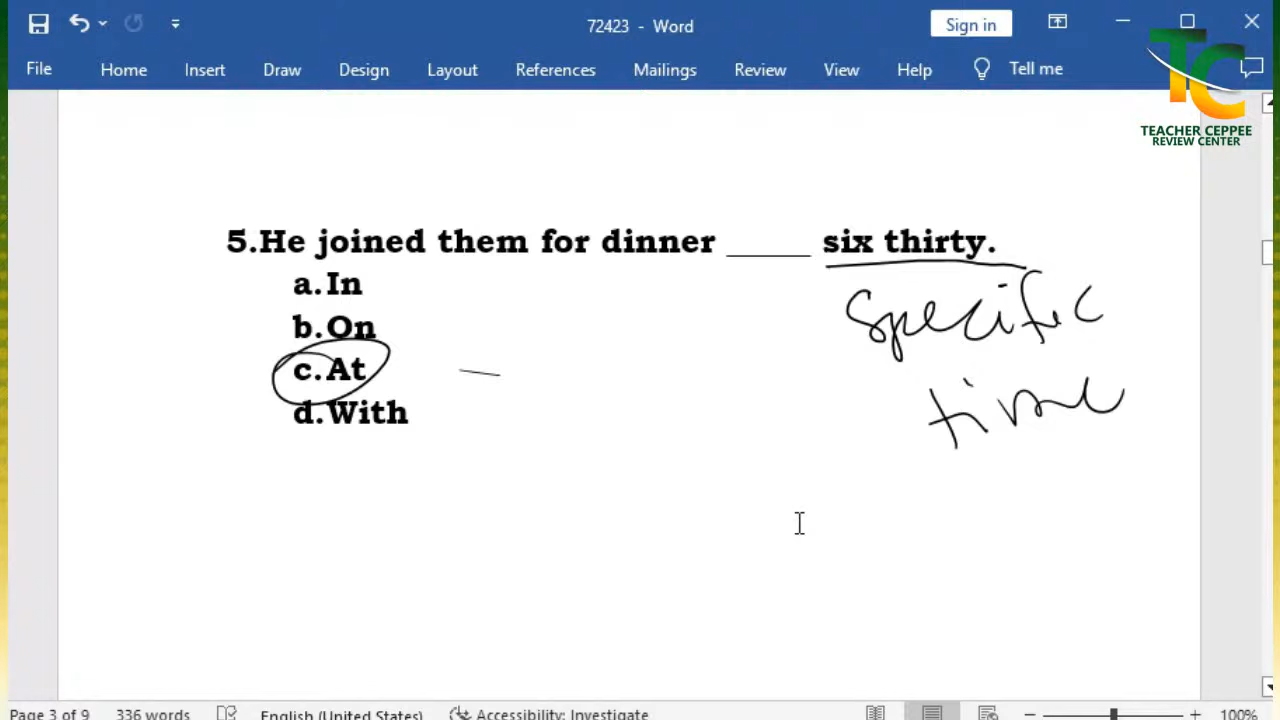 72423 - Word
Sign in
File Home Insert Draw Design Layout References Mailings Review View Help Tell me
TC
TEACHER CEPPEE
REVIEW CENTER
5.He joined them for dinner _____ six thirty.
a.In
b.On
c.At
d.With
specific
time
Page 3 of 9 336 words English (United States) Accessibility: Investigate 100%